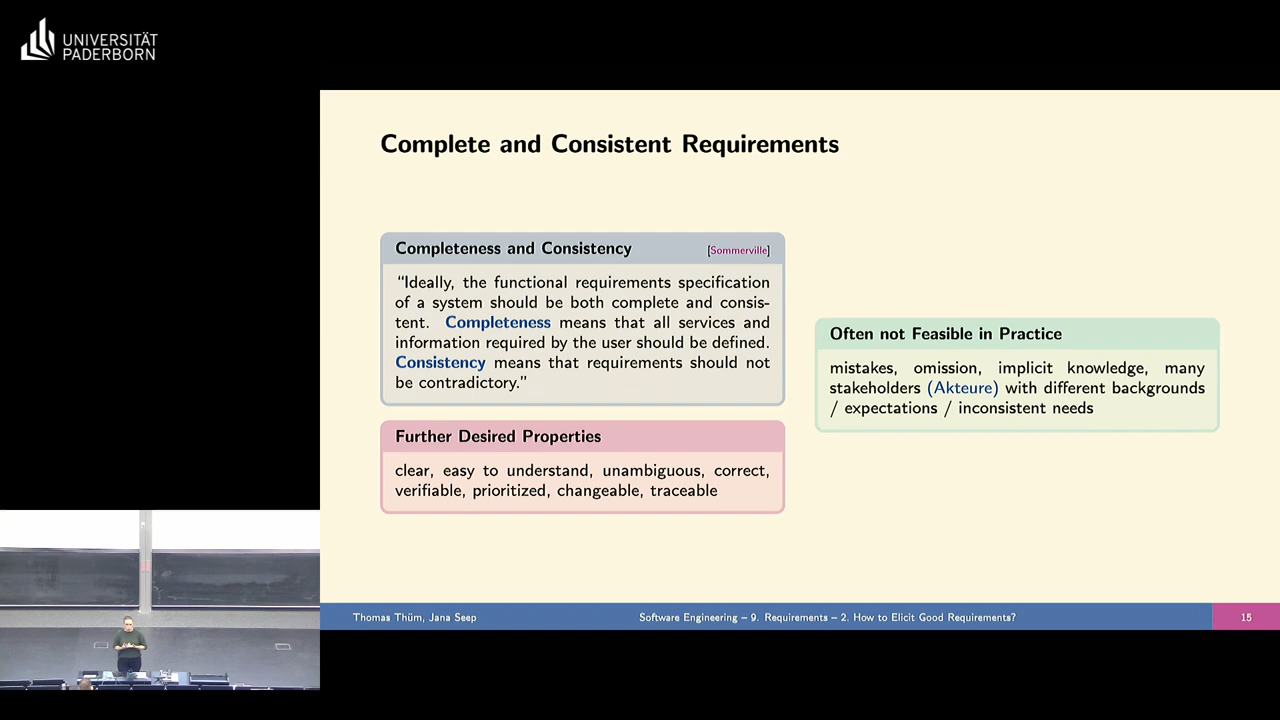 UNIVERSITÄT
PADERBORN
Complete and Consistent Requirements
Completeness and Consistency [Sommerville]
“Ideally, the functional requirements specification
of a system should be both complete and consis-
tent. Completeness means that all services and
information required by the user should be defined.
Consistency means that requirements should not
be contradictory.”
Further Desired Properties
clear, easy to understand, unambiguous, correct,
verifiable, prioritized, changeable, traceable
Often not Feasible in Practice
mistakes, omission, implicit knowledge, many
stakeholders (Akteure) with different backgrounds
/ expectations / inconsistent needs
Thomas Thüm, Jana Seep Software Engineering – 9. Requirements – 2. How to Elicit Good Requirements? 15